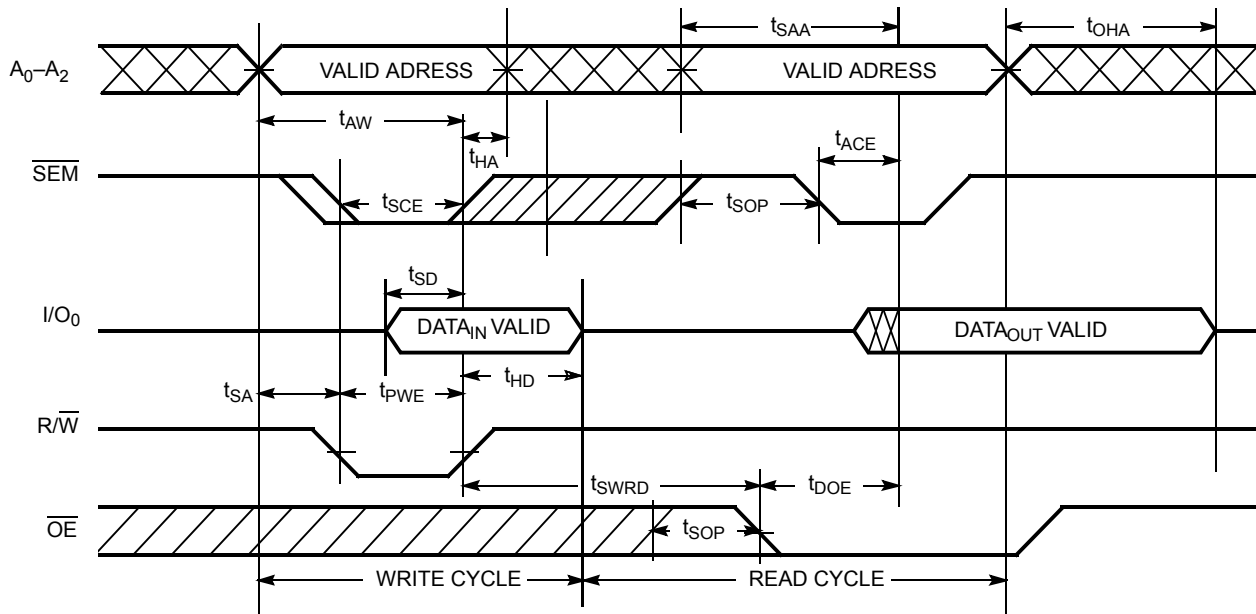 tSAA
tOHA
A0–A2
VALID ADRESS
VALID ADRESS
tAW
tHA
tACE
SEM
tSCE
tSOP
tSD
I/O0
DATAIN VALID
DATAOUT VALID
tSA
tPWE
tHD
R/W
tSWRD
tDOE
OE
tSOP
WRITE CYCLE
READ CYCLE